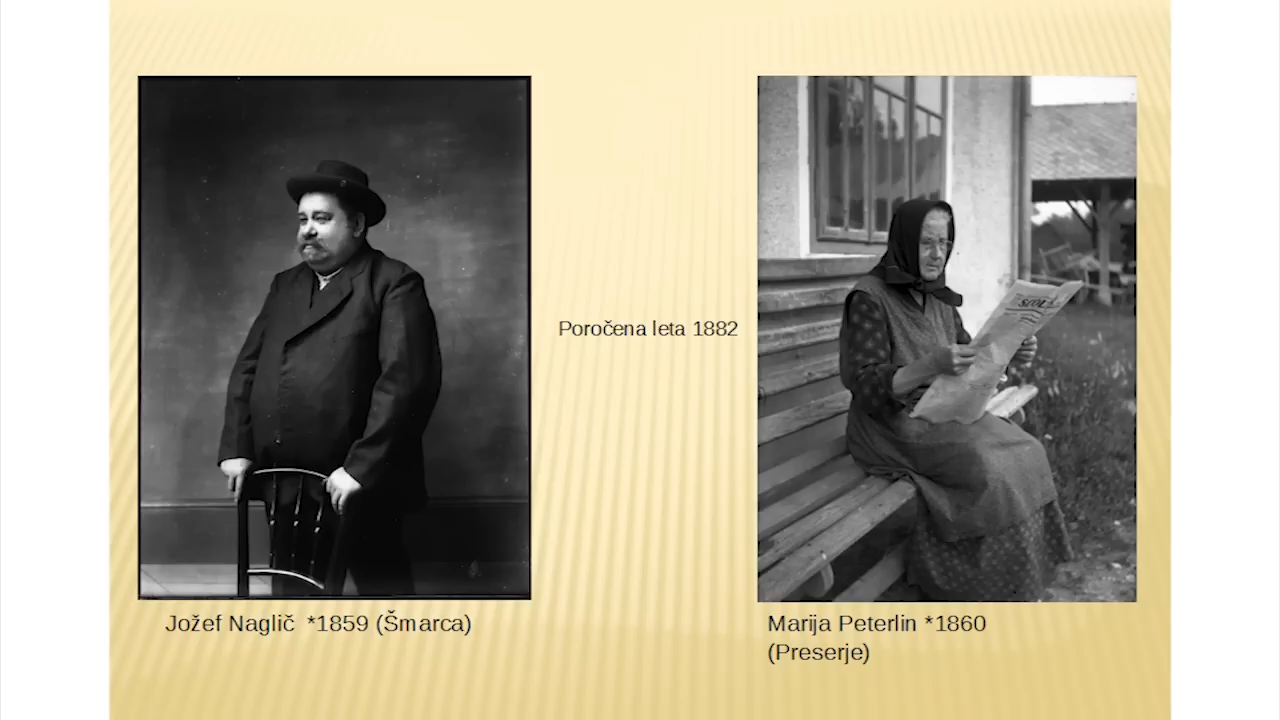 Poročena leta 1882
Jožef Naglič  *1859 (Šmarca)
Marija Peterlin *1860
(Preserje)